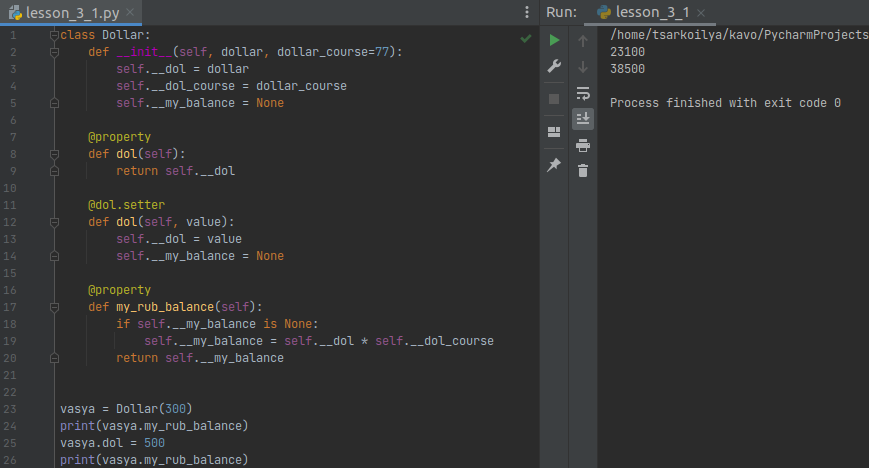 lesson_3_1.py
1 class Dollar:
2     def __init__(self, dollar, dollar_course=77):
3         self.__dol = dollar
4         self.__dol_course = dollar_course
5         self.__my_balance = None
6
7     @property
8     def dol(self):
9         return self.__dol
10
11     @dol.setter
12     def dol(self, value):
13         self.__dol = value
14         self.__my_balance = None
15
16     @property
17     def my_rub_balance(self):
18         if self.__my_balance is None:
19             self.__my_balance = self.__dol * self.__dol_course
20         return self.__my_balance
21
22
23 vasya = Dollar(300)
24 print(vasya.my_rub_balance)
25 vasya.dol = 500
26 print(vasya.my_rub_balance)
Run: lesson_3_1
/home/tsarkoilya/kavo/PycharmProjects
23100
38500
Process finished with exit code 0